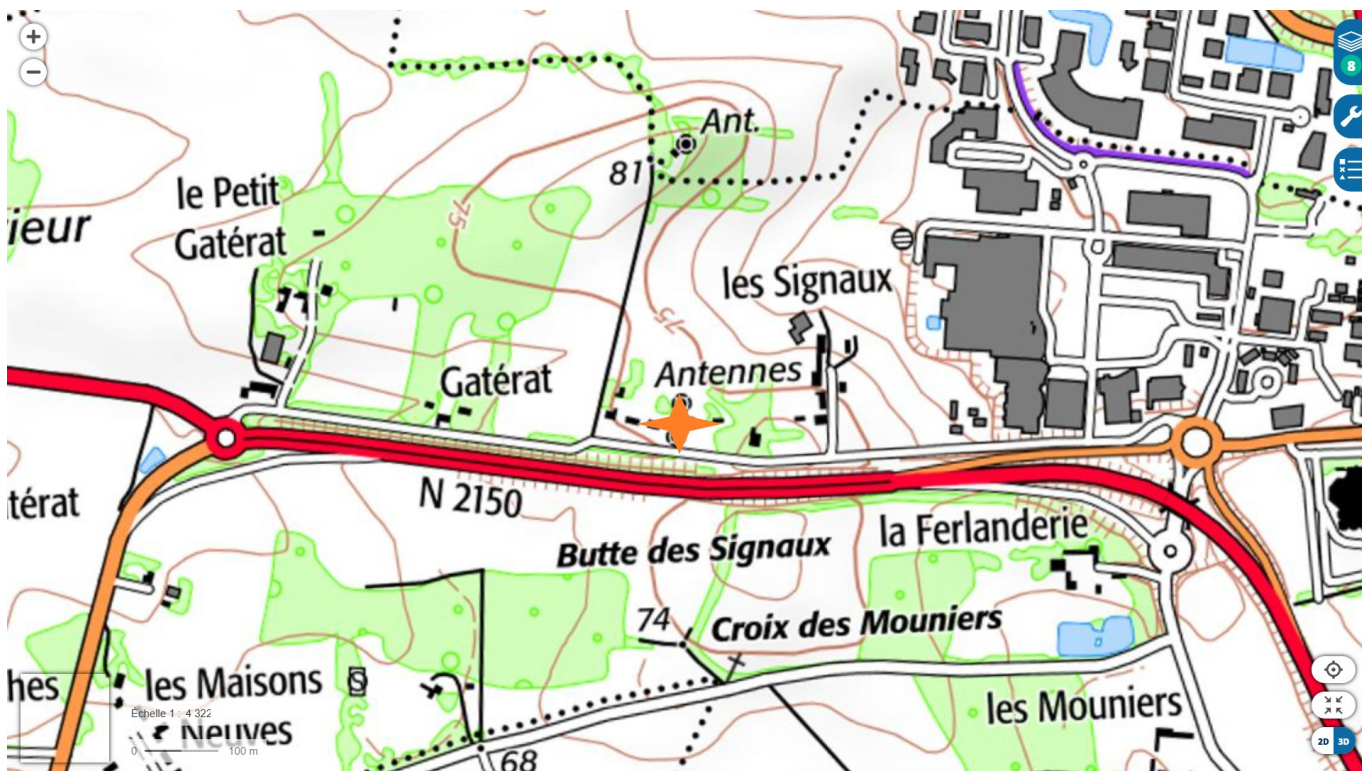 8
Ant.
81
le Petit
Gatérat
ieur
75
les Signaux
75
Antennes
Gatérat
N 2150
térat
la Ferlanderie
Butte des Signaux
74
Croix des Mouniers
hes
les Maisons
Neuves
les Mouniers
Échelle 1 : 4 322
0 100 m
68
2D 3D